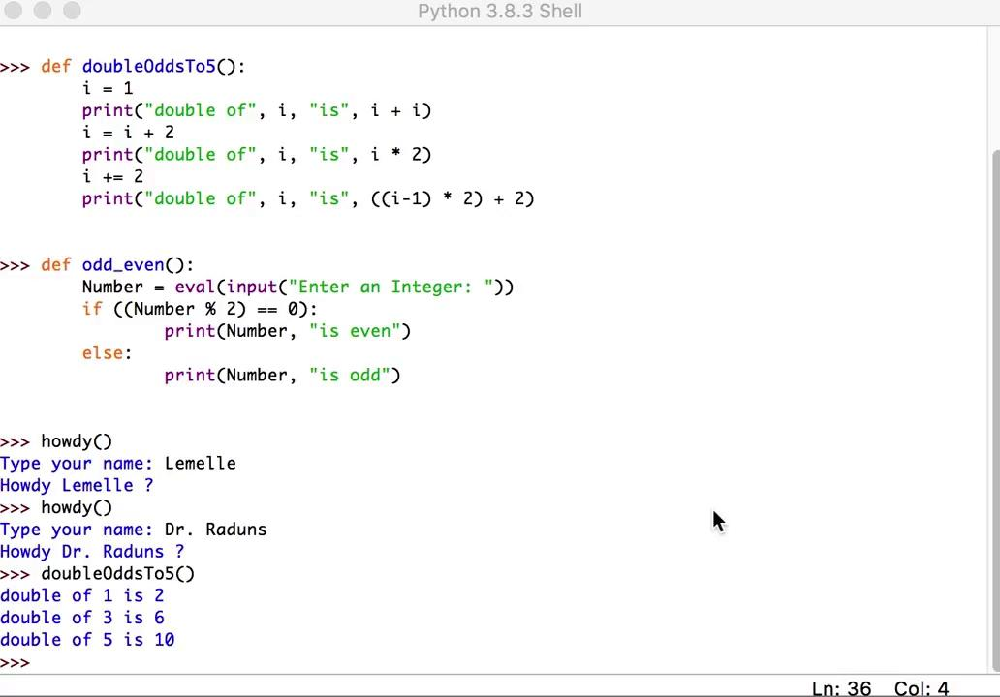 Python 3.8.3 Shell
>>> def doubleOddsTo5():
i = 1
print("double of", i, "is", i + i)
i = i + 2
print("double of", i, "is", i * 2)
i += 2
print("double of", i, "is", ((i-1) * 2) + 2)
>>> def odd_even():
Number = eval(input("Enter an Integer: "))
if ((Number % 2) == 0):
print(Number, "is even")
else:
print(Number, "is odd")
>>> howdy()
Type your name: Lemelle
Howdy Lemelle ?
>>> howdy()
Type your name: Dr. Raduns
Howdy Dr. Raduns ?
>>> doubleOddsTo5()
double of 1 is 2
double of 3 is 6
double of 5 is 10
>>>
Ln: 36 Col: 4